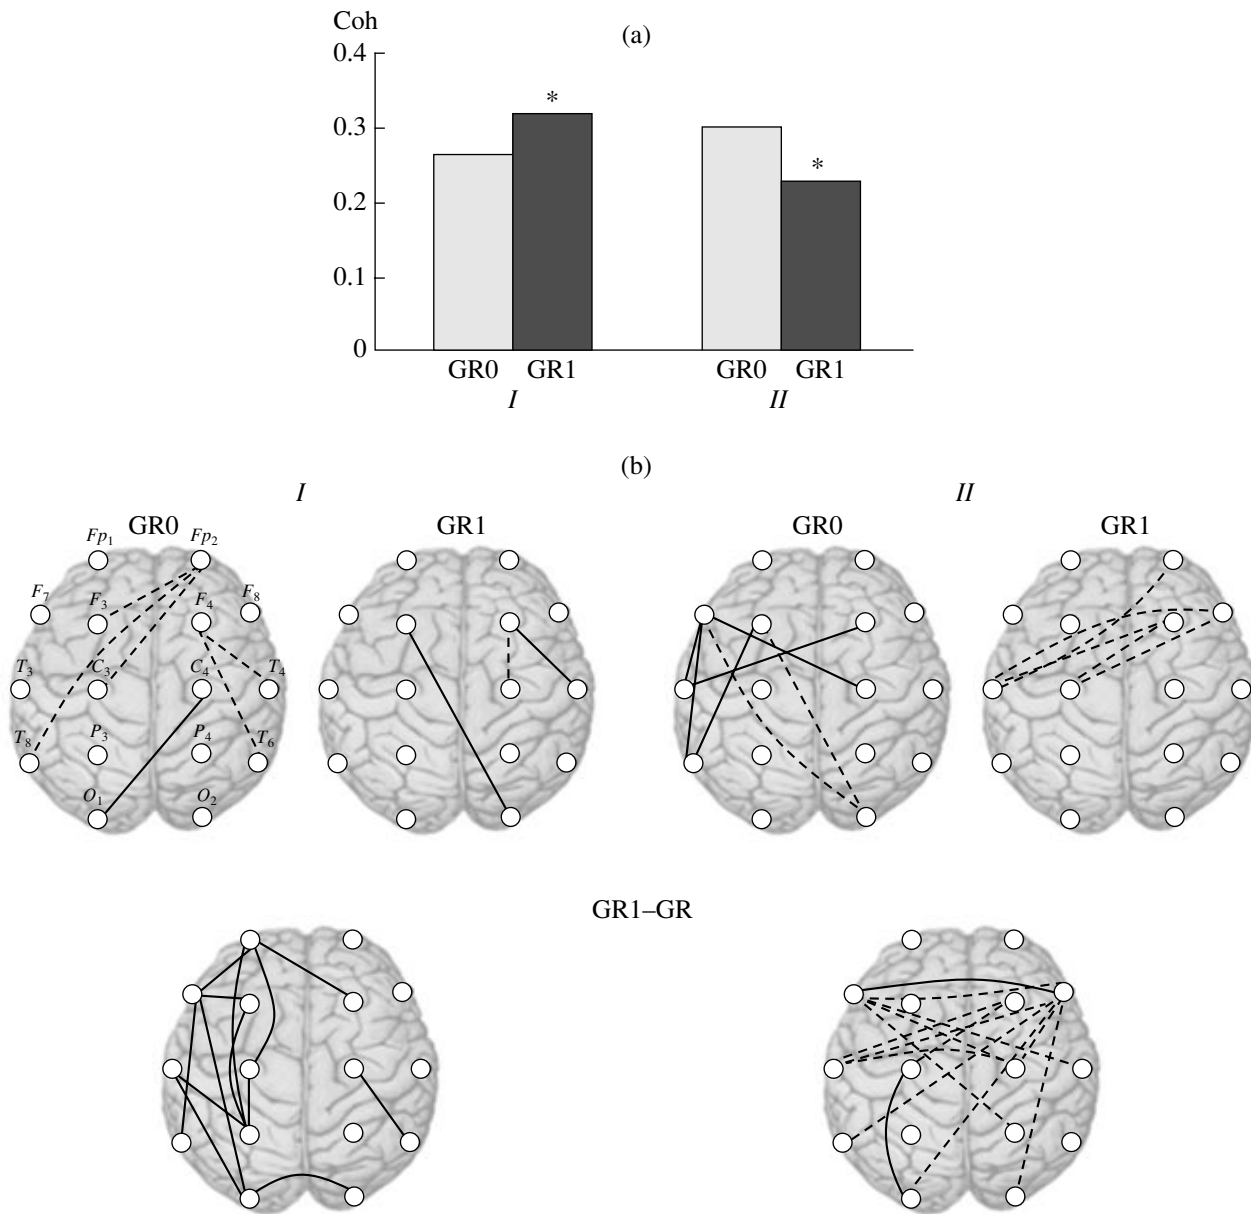 Coh
(a)
0.4
*
0.3
*
0.2
0.1
0
GR0 GR1 GR0 GR1
I II
(b)
I II
GR0 GR1 GR0 GR1
Fp1 Fp2
F7 F3 F4 F8
T3 C3 C4 T4
T8 P3 P4 T6
O1 O2
GR1–GR